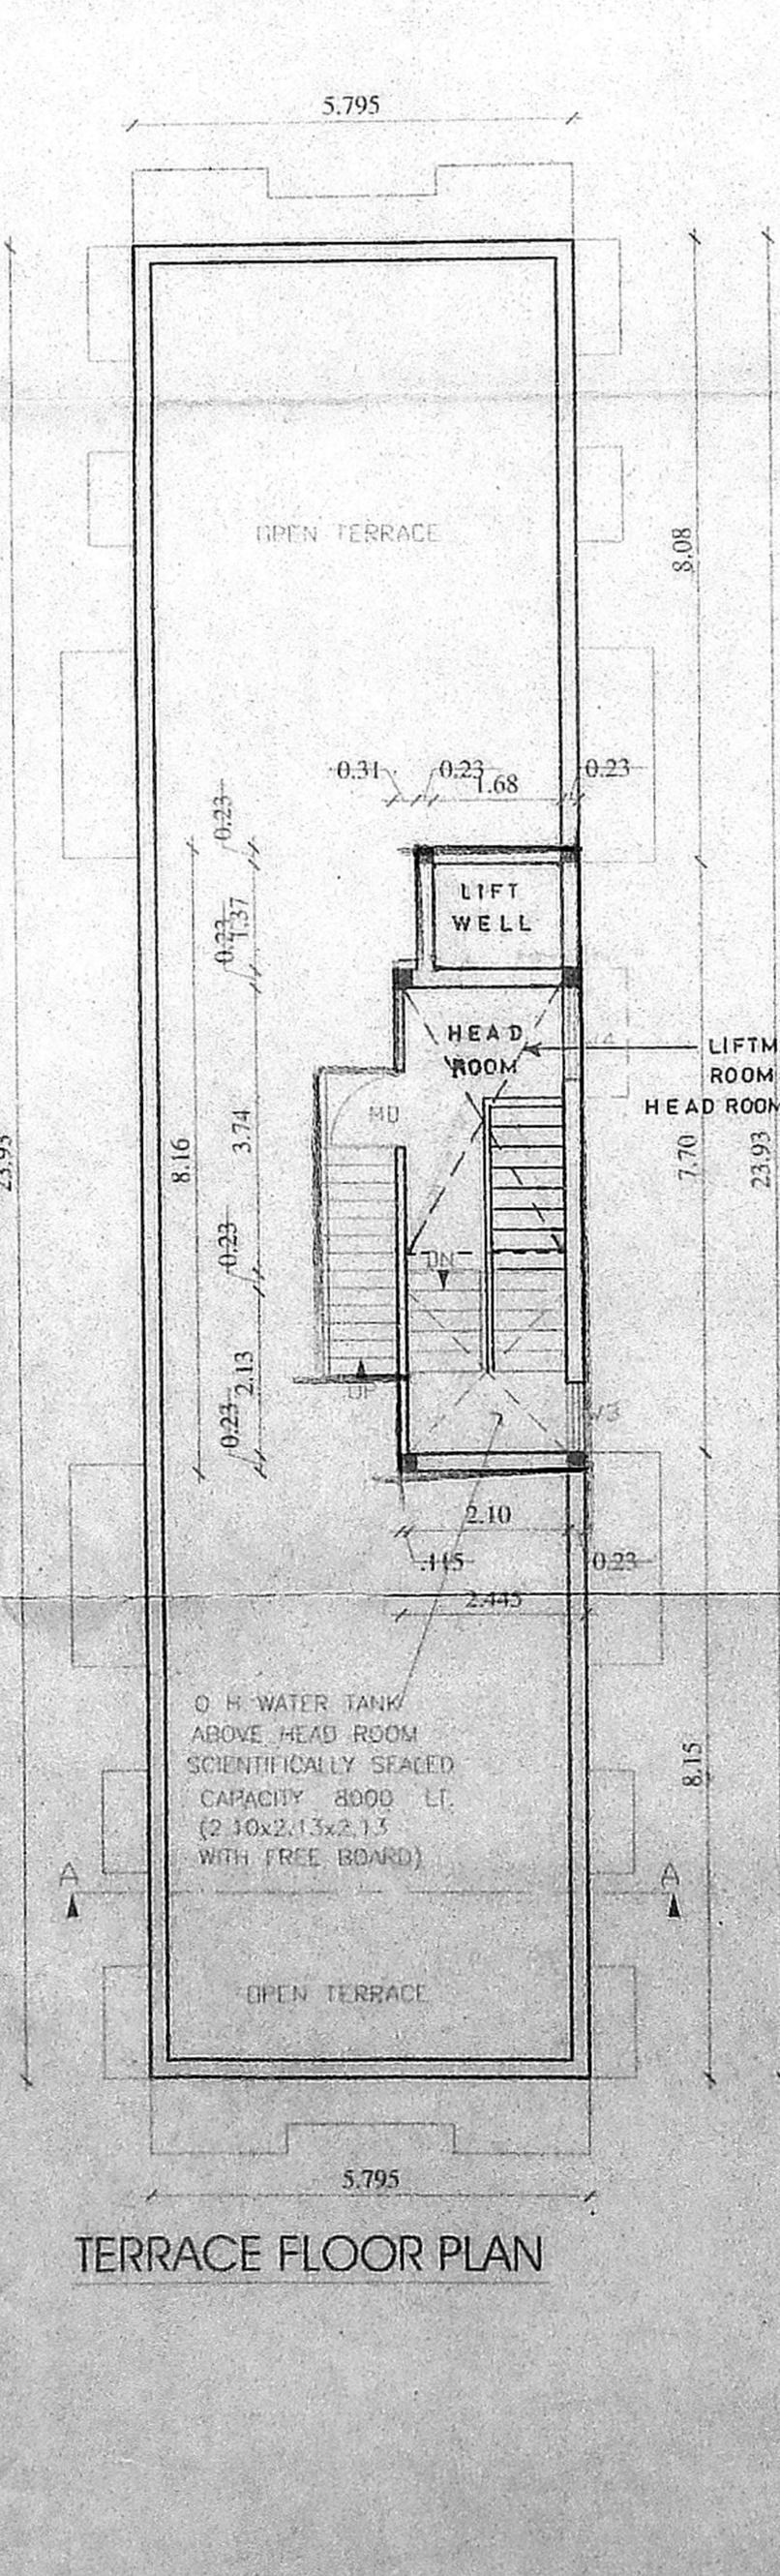 5.795
OPEN TERRACE
8.08
0.31
0.23
1.68
0.23
0.23
LIFT
WELL
0.23
1.37
HEAD
ROOM
LIFTM
ROOM
HEAD ROOM
MD
8.16
3.74
7.70
23.93
23.93
0.23
DN
2.13
UP
0.23
W3
2.10
.115
0.23
2.445
O H WATER TANK
ABOVE HEAD ROOM
SCIENTIFICALLY SEALED
CAPACITY 8000 LT.
(2.10x2.13x2.13
WITH FREE BOARD)
8.15
A
A
OPEN TERRACE
5.795
TERRACE FLOOR PLAN